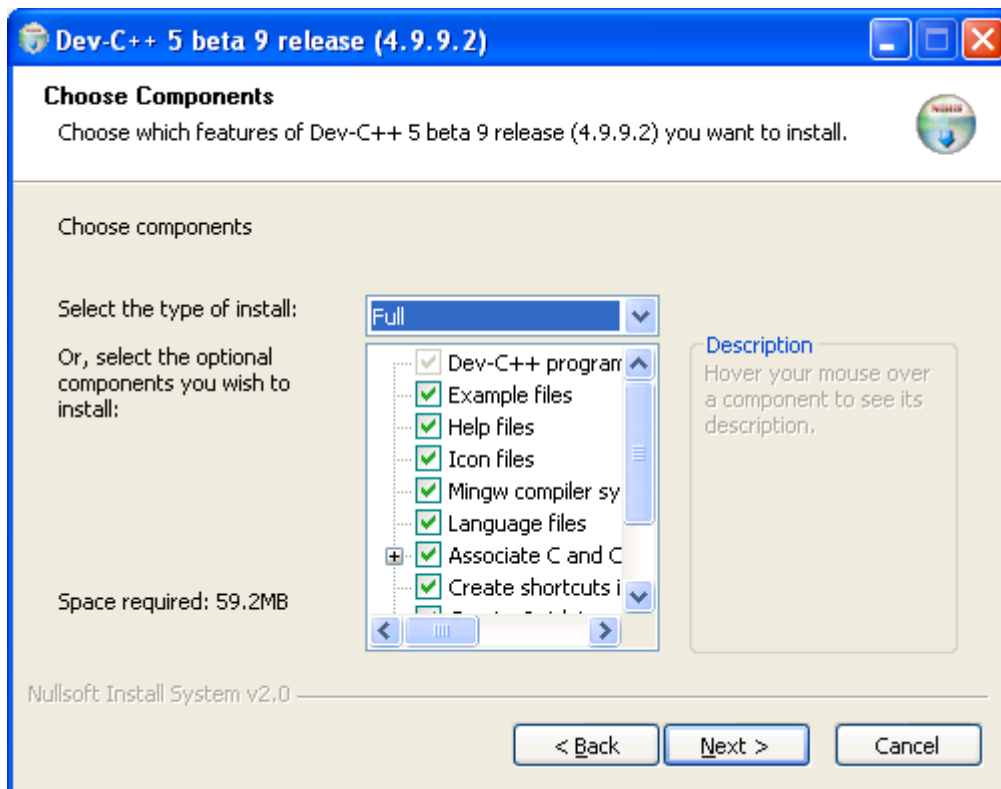 Dev-C++ 5 beta 9 release (4.9.9.2)
Choose Components
Choose which features of Dev-C++ 5 beta 9 release (4.9.9.2) you want to install.
Choose components
Select the type of install:
Full
Or, select the optional
components you wish to
install:
Dev-C++ program
Example files
Help files
Icon files
Mingw compiler sy
Language files
Associate C and C
Create shortcuts i
Description
Hover your mouse over
a component to see its
description.
Space required: 59.2MB
Nullsoft Install System v2.0
< Back
Next >
Cancel